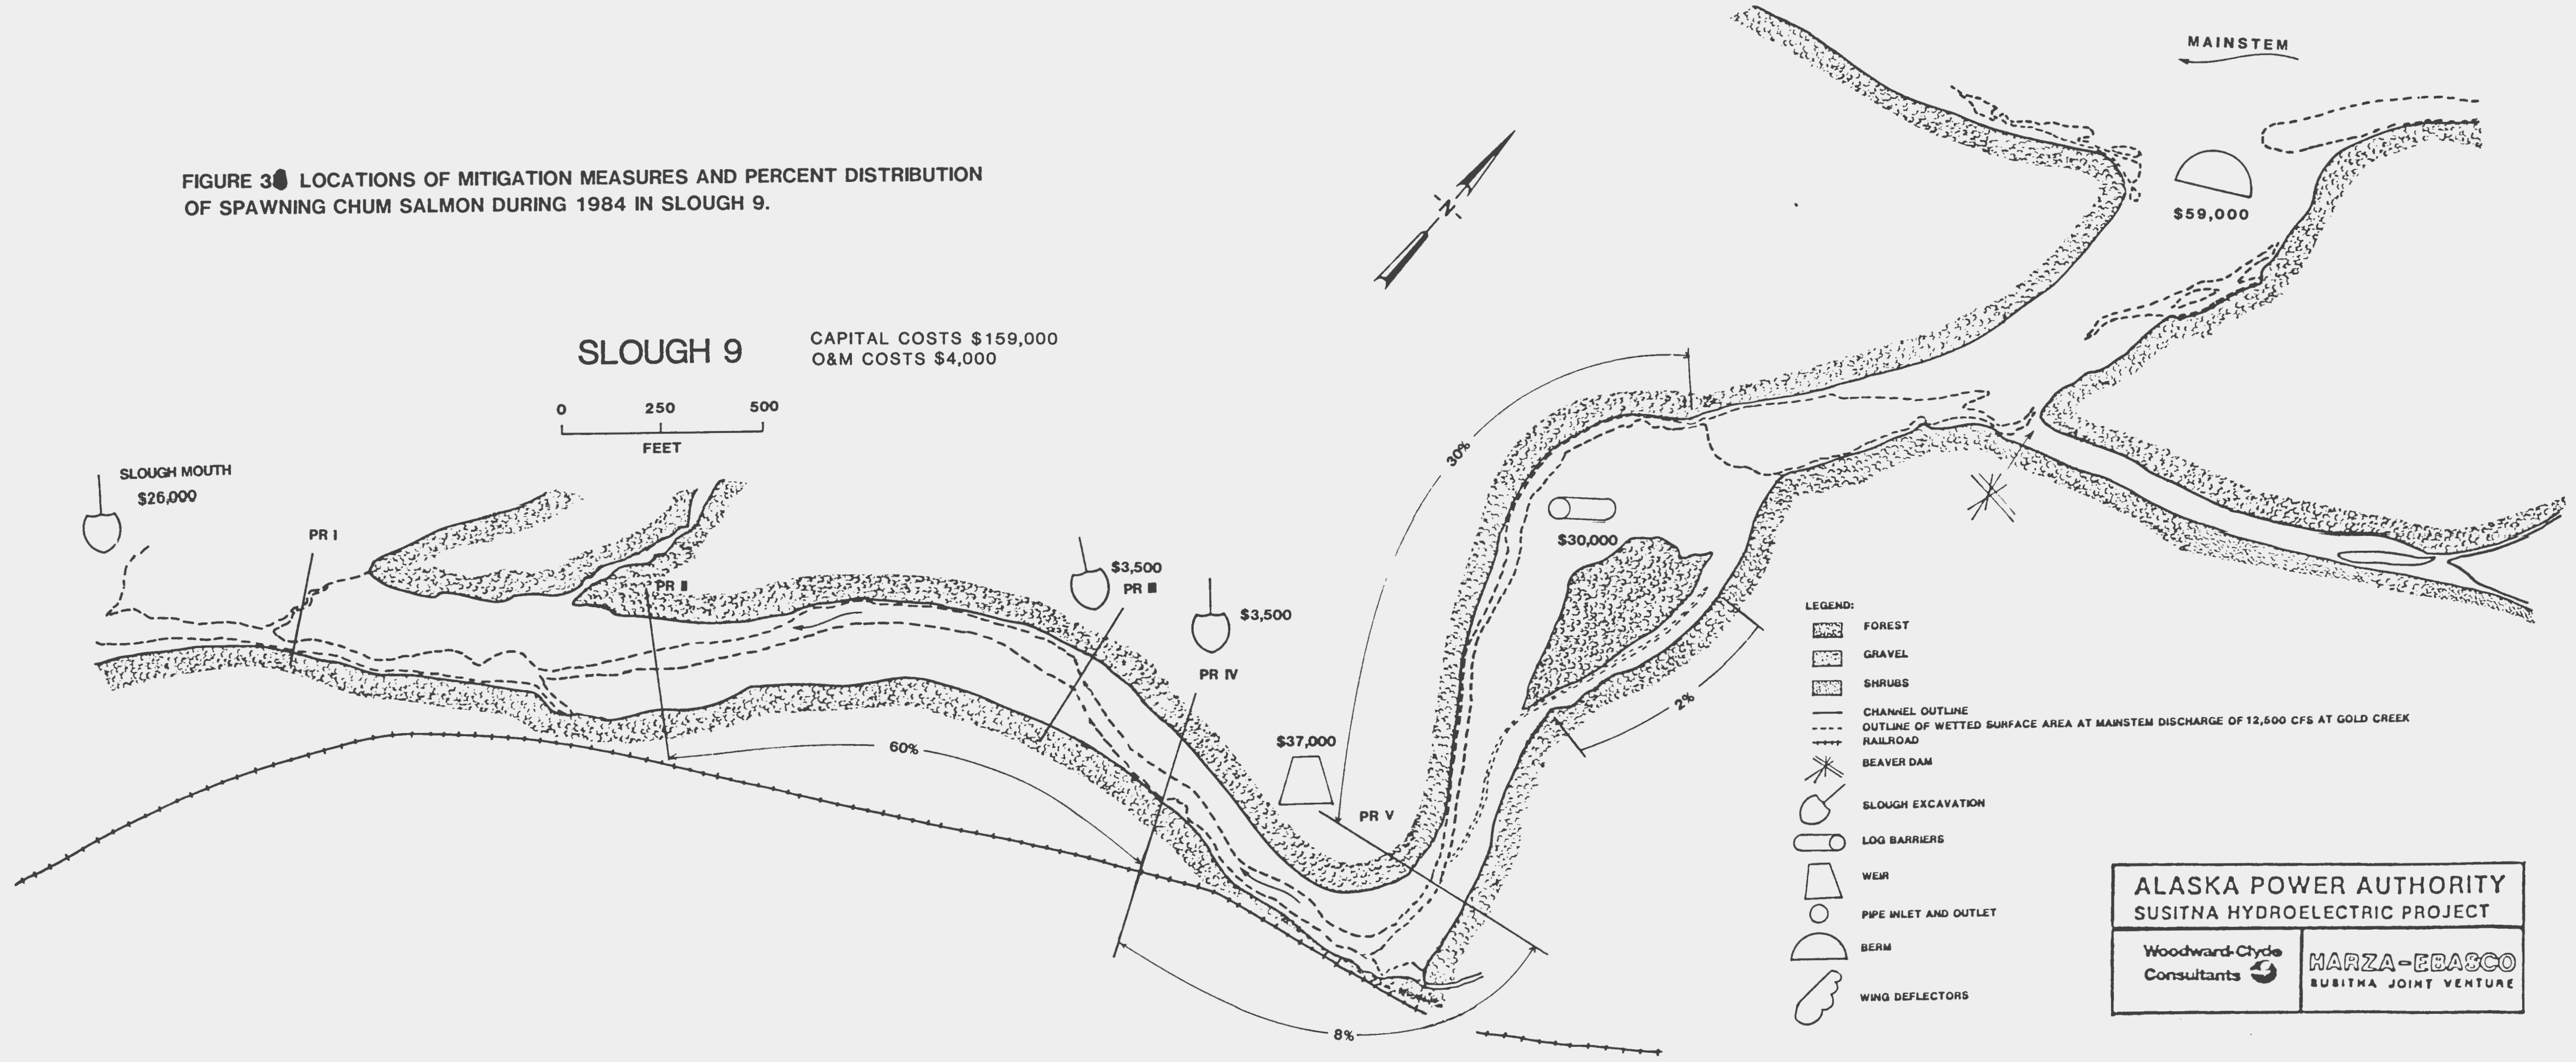 MAINSTEM
$59,000
FIGURE 3 LOCATIONS OF MITIGATION MEASURES AND PERCENT DISTRIBUTION
OF SPAWNING CHUM SALMON DURING 1984 IN SLOUGH 9.
N
SLOUGH 9
CAPITAL COSTS $159,000
O&M COSTS $4,000
0 250 500
FEET
SLOUGH MOUTH
$26,000
PR I
PR II
$3,500
PR III
$3,500
PR IV
30%
$30,000
2%
60%
$37,000
PR V
8%
LEGEND:
FOREST
GRAVEL
SHRUBS
CHANNEL OUTLINE
OUTLINE OF WETTED SURFACE AREA AT MAINSTEM DISCHARGE OF 12,500 CFS AT GOLD CREEK
RAILROAD
BEAVER DAM
SLOUGH EXCAVATION
LOG BARRIERS
WEIR
PIPE INLET AND OUTLET
BERM
WING DEFLECTORS
ALASKA POWER AUTHORITY
SUSITNA HYDROELECTRIC PROJECT
Woodward-Clyde
Consultants
HARZA-EBASCO
SUSITNA JOINT VENTURE